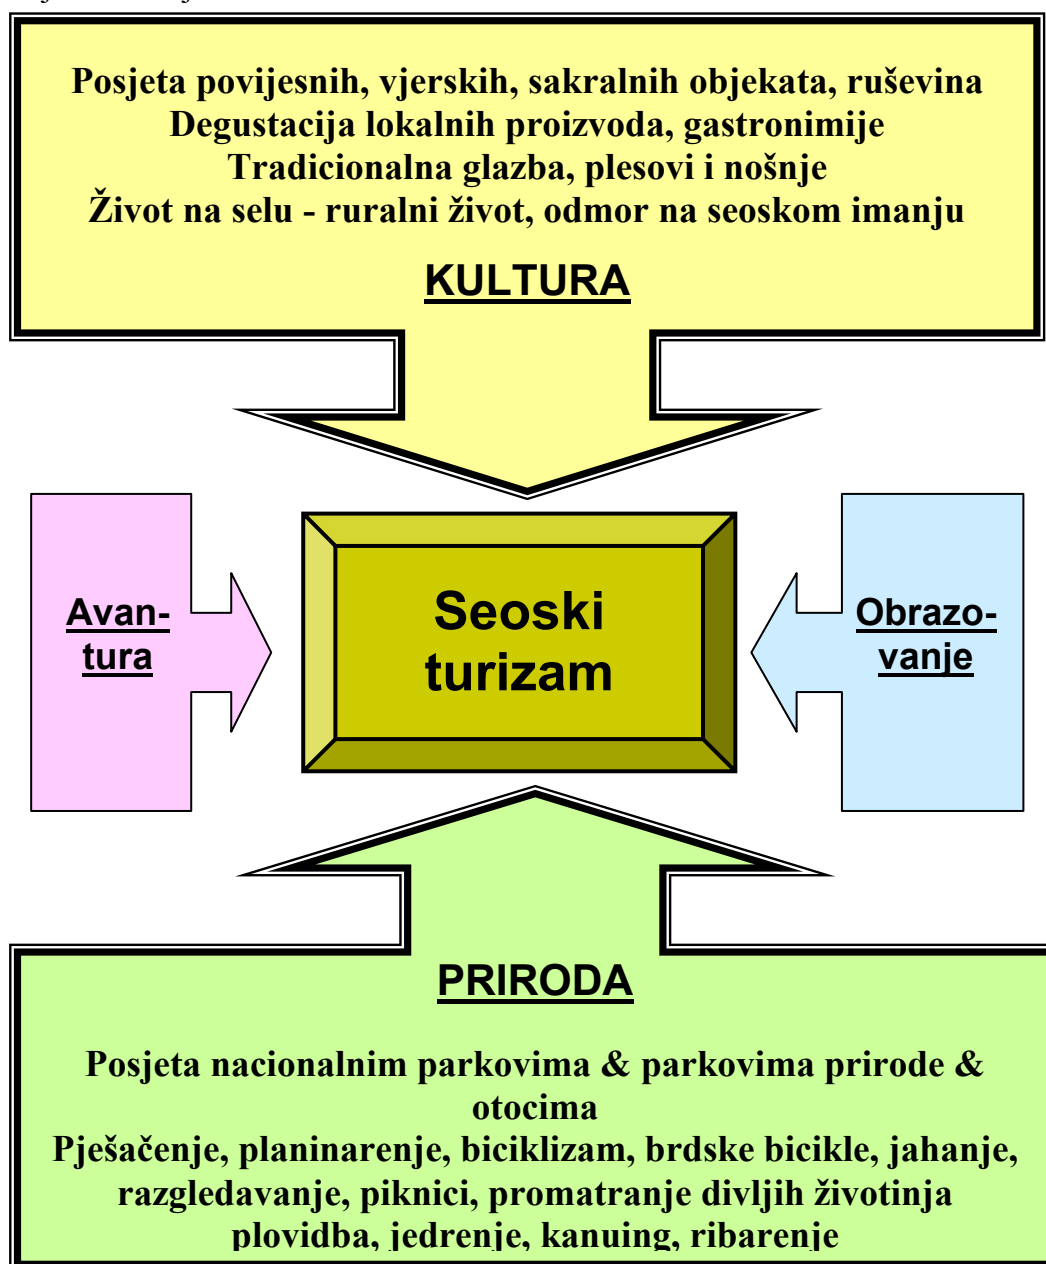 Posjeta povijesnih, vjerskih, sakralnih objekata, ruševina
Degustacija lokalnih proizvoda, gastronimije
Tradicionalna glazba, plesovi i nošnje
Život na selu - ruralni život, odmor na seoskom imanju
KULTURA
Avan-
tura
Seoski
turizam
Obrazo-
vanje
PRIRODA
Posjeta nacionalnim parkovima & parkovima prirode &
otocima
Pješačenje, planinarenje, biciklizam, brdske bicikle, jahanje,
razgledavanje, piknici, promatranje divljih životinja
plovidba, jedrenje, kanuing, ribarenje